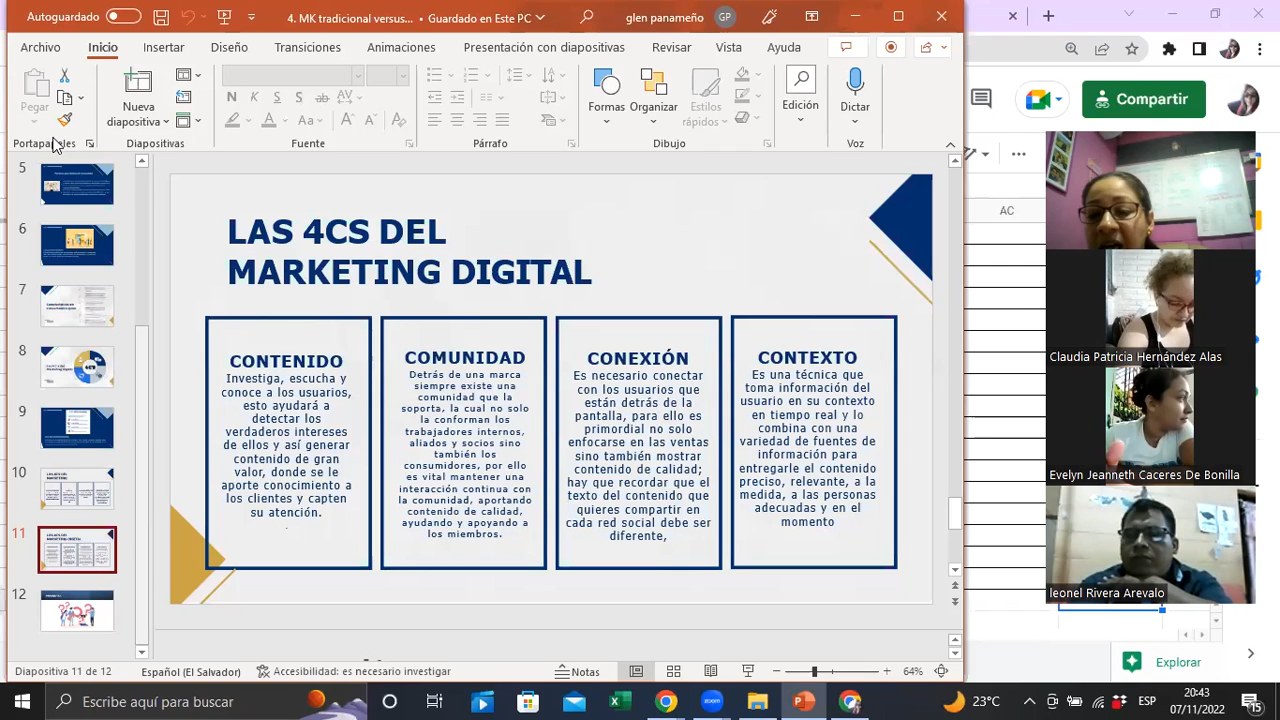 Autoguardado
4. MK tradicional versus... • Guardado en Este PC
glen panameño
GP
Archivo
Inicio
Insertar
Diseño
Transiciones
Animaciones
Presentación con diapositivas
Revisar
Vista
Ayuda
Pegar
Nueva
diapositiva
N K S S ab AV
Aa
A A
Formas
Organizar
Estilos
rápidos
Edición
Dictar
Portapapeles
Diapositivas
Fuente
Párrafo
Dibujo
Voz
Compartir
AC
5
6
7
8
9
10
11
12
LAS 4CS DEL
MARKETING DIGITAL
CONTENIDO
Investiga, escucha y
conoce a los usuarios,
esto ayudará a
detectar los
verdaderos intereses
de ellos y así generar
contenido de gran
valor, donde se le
aporte conocimiento a
los clientes y capten
su atención.
.
COMUNIDAD
Detrás de una marca
siempre existe una
comunidad que la
soporta, la cual no solo
la conforman los
trabajadores internos,
aliados y socios sino
también los
consumidores, por ello
es vital mantener una
interacción continua con
la comunidad, aportando
contenido de calidad,
ayudando y apoyando a
los miembros.
CONEXIÓN
Es necesario conectar
con los usuarios que
están detrás de la
pantalla, para ello es
primordial no solo
enfocarse en las ventas
sino también mostrar
contenido de calidad;
hay que recordar que el
texto del contenido que
quieres compartir en
cada red social debe ser
diferente,
CONTEXTO
Es una técnica que
toma información del
usuario en su contexto
en tiempo real y lo
combina con una
variedad de fuentes de
información para
entregarle el contenido
preciso, relevante, a la
medida, a las personas
adecuadas y en el
momento
Claudia Patricia Hernández Alas
Evelyn Jeanneth Caceres De Bonilla
leonel Rivera Arevalo
Explorar
Diapositiva 11 de 12
Español (El Salvador)
Accesibilidad: es necesario investigar
Notas
64%
Escribe aquí para buscar
23°C
ESP
20:43
07/11/2022
15